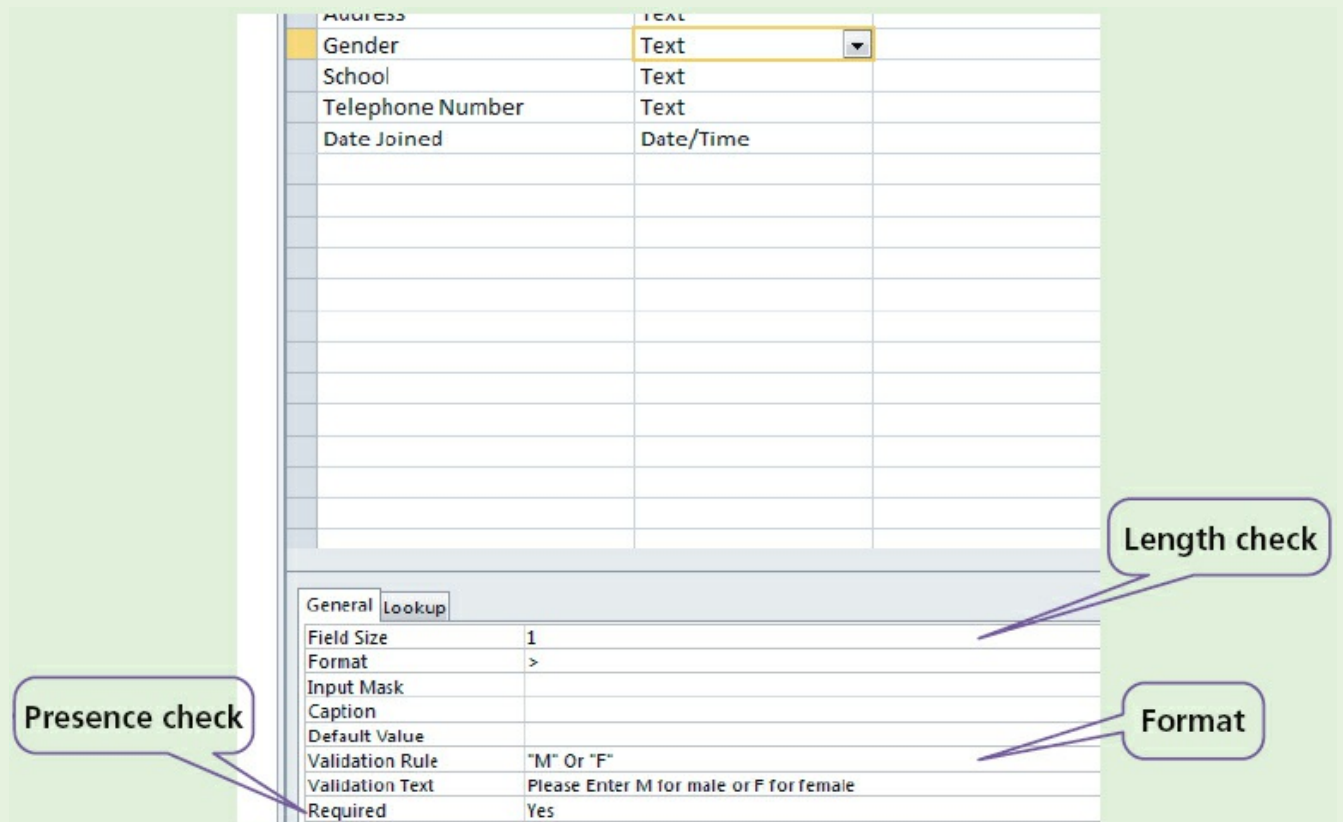 Address Text
Gender Text
School Text
Telephone Number Text
Date Joined Date/Time
Length check
General Lookup
Field Size 1
Format >
Input Mask
Caption
Presence check
Format
Default Value
Validation Rule "M" Or "F"
Validation Text Please Enter M for male or F for female
Required Yes